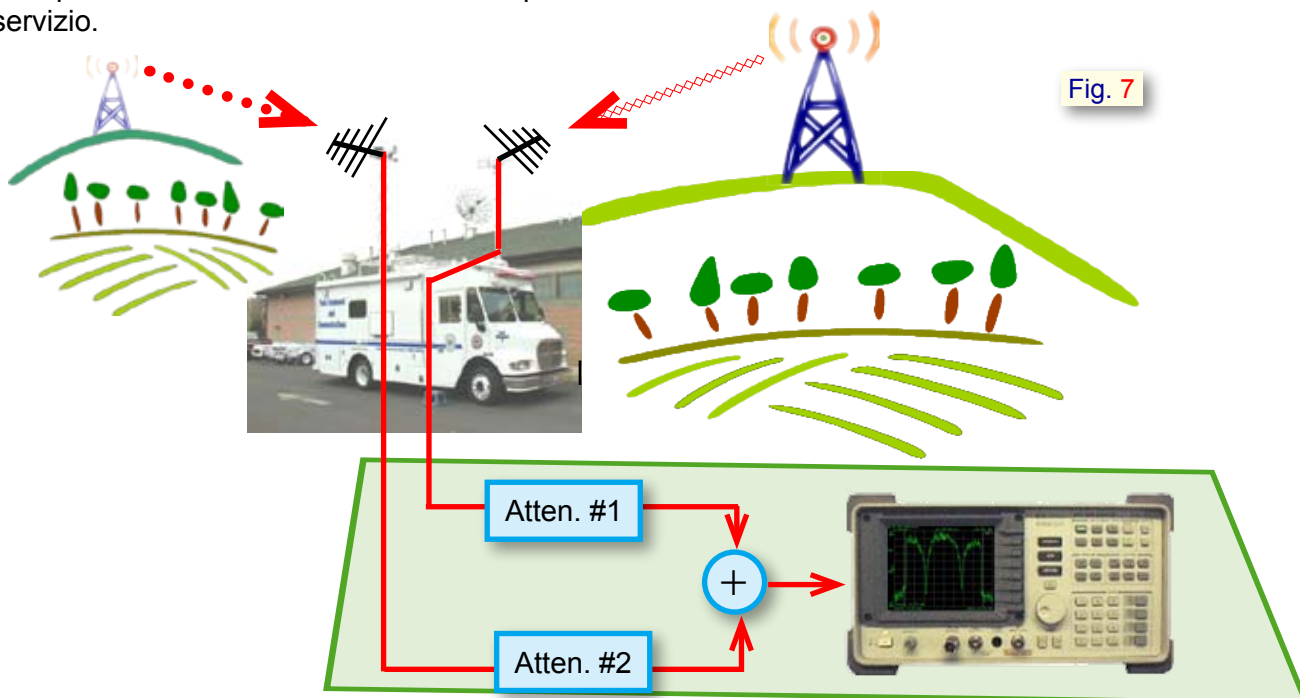 servizio.
Fig. 7
Atten. #1
+
Atten. #2